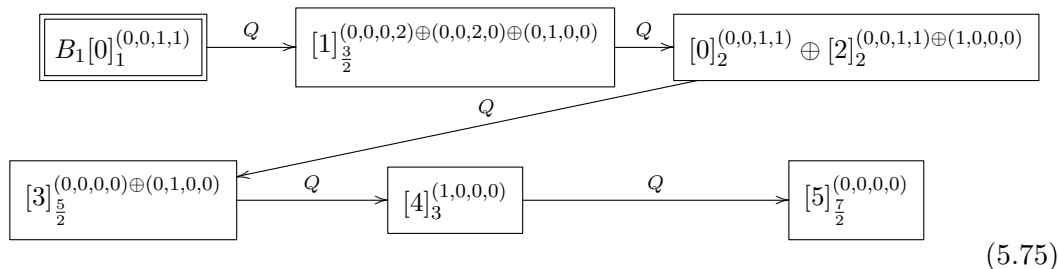 B_1[0]_1^{(0,0,1,1)} Q [1]_{\frac{3}{2}}^{(0,0,0,2)⊕(0,0,2,0)⊕(0,1,0,0)} Q [0]_2^{(0,0,1,1)} ⊕ [2]_2^{(0,0,1,1)⊕(1,0,0,0)}
Q
[3]_{\frac{5}{2}}^{(0,0,0,0)⊕(0,1,0,0)} Q [4]_3^{(1,0,0,0)} Q [5]_{\frac{7}{2}}^{(0,0,0,0)}
(5.75)